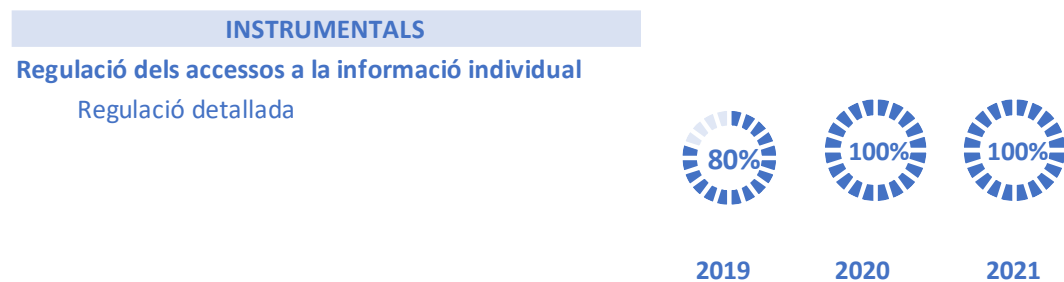 INSTRUMENTALS
Regulació dels accessos a la informació individual
Regulació detallada
80% 100% 100%
2019 2020 2021